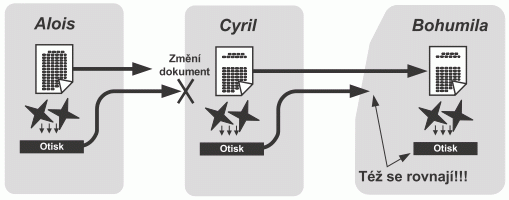 Alois
Cyril
Bohumila
Změní
dokument
Otisk
Otisk
Otisk
Též se rovnají!!!